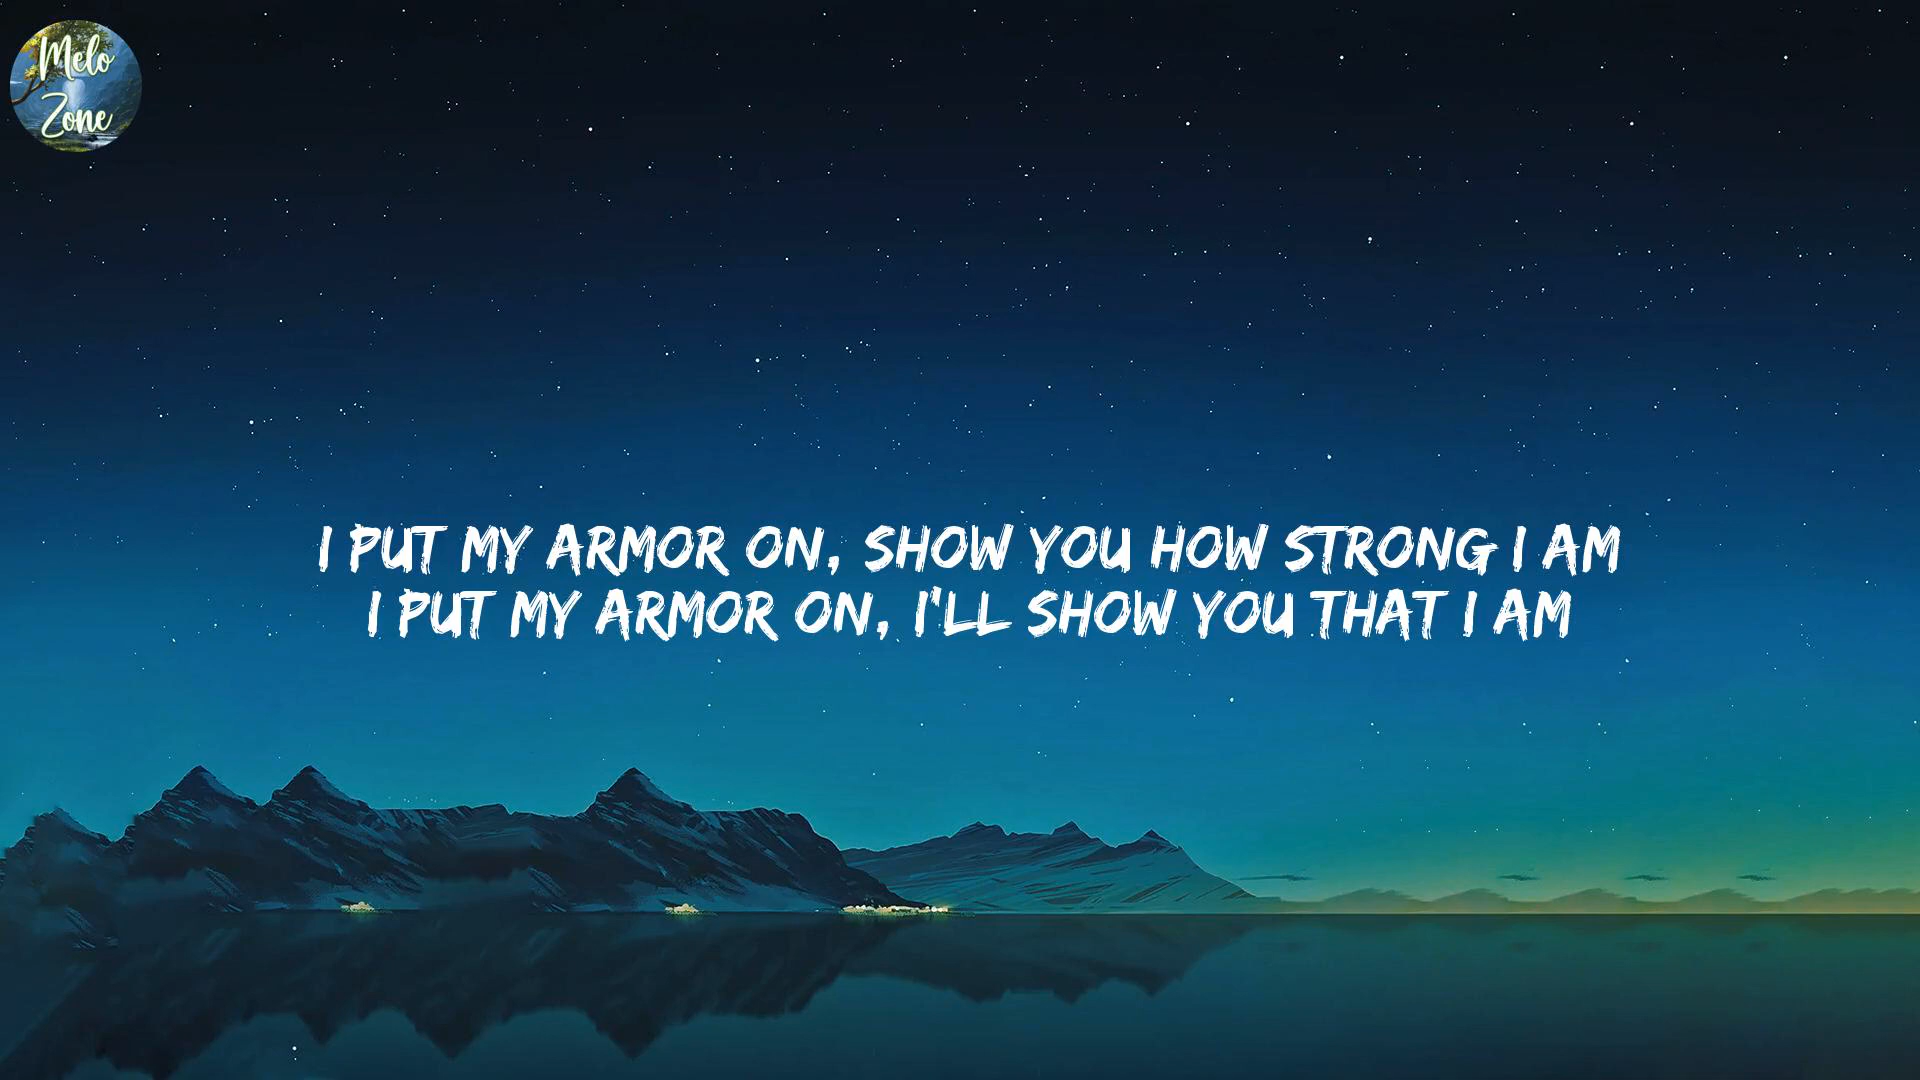 Melo
Zone
I PUT MY ARMOR ON, SHOW YOU HOW STRONG I AM
I PUT MY ARMOR ON, I'LL SHOW YOU THAT I AM